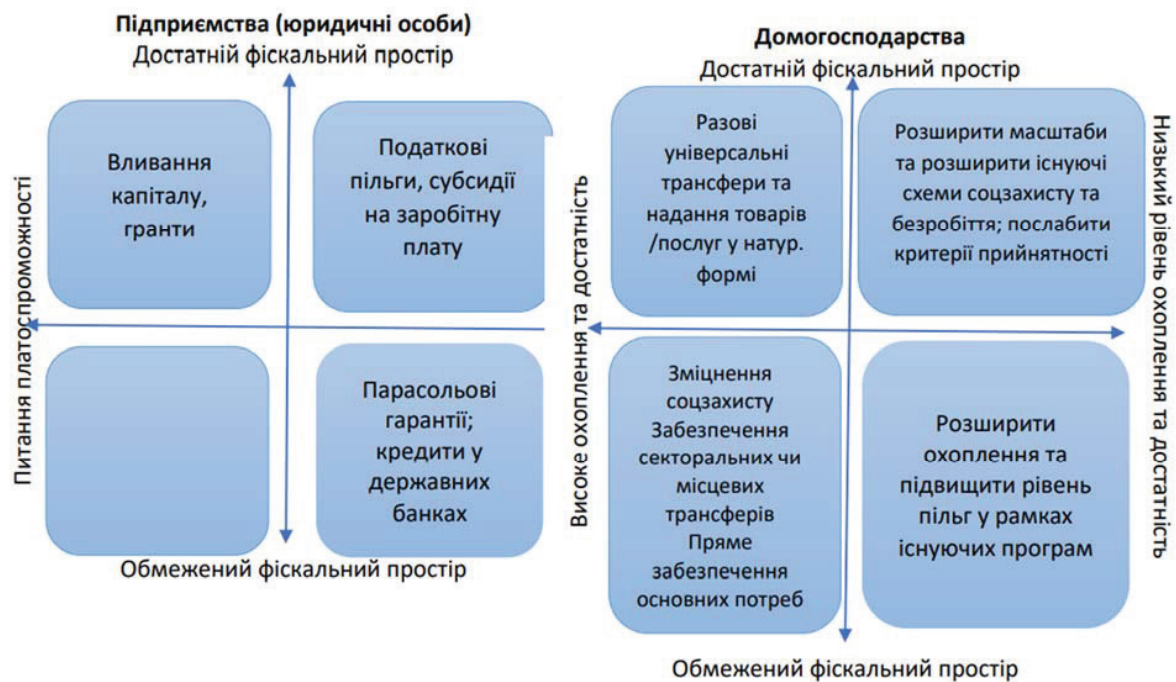 Підприємства (юридичні особи)
Достатній фіскальний простір
Питання платоспроможності
Вливання
капіталу,
гранти
Податкові
пільги, субсидії
на заробітну
плату
Парасольові
гарантії;
кредити у
державних
банках
Обмежений фіскальний простір
Домогосподарства
Достатній фіскальний простір
Високе охоплення та достатність
Разові
універсальні
трансфери та
надання товарів
/послуг у натур.
формі
Розширити масштаби
та розширити існуючі
схеми соцзахисту та
безробіття; послабити
критерії прийнятності
Зміцнення
соцзахисту
Забезпечення
секторальних чи
місцевих
трансферів
Пряме
забезпечення
основних потреб
Розширити
охоплення та
підвищити рівень
пільг у рамках
існуючих програм
Низький рівень охоплення та достатність
Обмежений фіскальний простір